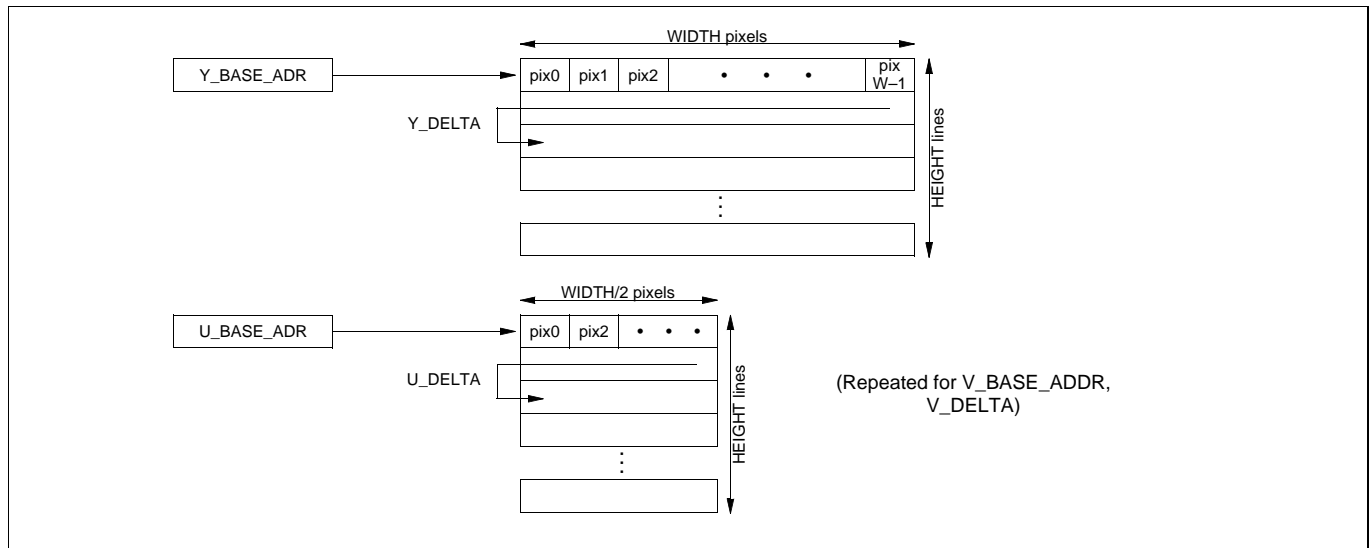 WIDTH pixels
Y_BASE_ADR
pix0 pix1 pix2 • • • pix
W–1
Y_DELTA
HEIGHT lines
WIDTH/2 pixels
U_BASE_ADR
pix0 pix2 • • •
U_DELTA
HEIGHT lines
(Repeated for V_BASE_ADDR,
V_DELTA)